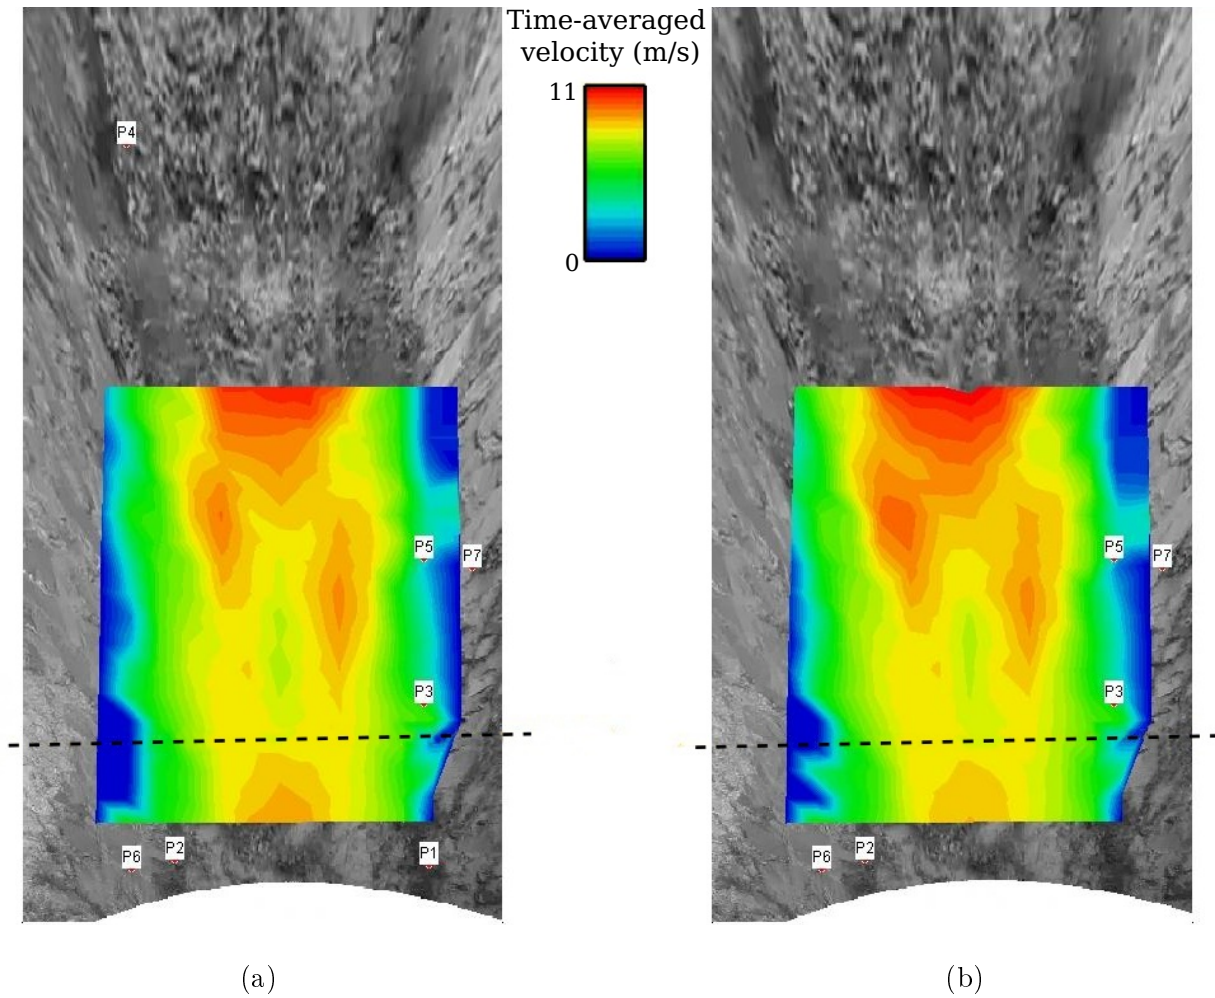 Time-averaged
velocity (m/s)
11
0
P4
P5
P7
P3
P6
P2
P1
P5
P7
P3
P6
P2
(a)
(b)